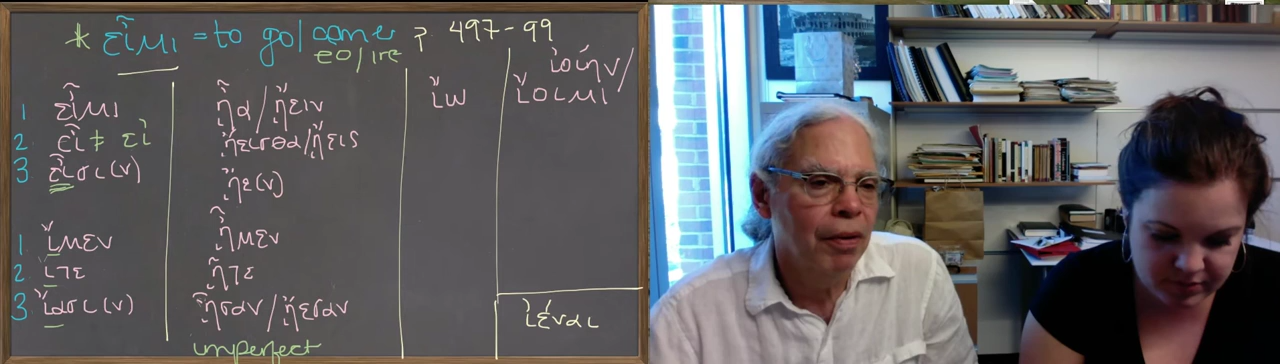 * εἶμι = to go/come p. 497-99
eo/ire
ἰοίην/
1 εἶμι ᾖα/ᾔειν ἴω ἴοιμι
2 εἶ ≠ εἰ ᾔεισθα/ᾔεις
3 εἶσι(ν) ᾔει(ν)
1 ἴμεν ᾖμεν
2 ἴτε ᾖτε
3 ἴασι(ν) ᾖσαν/ᾔεσαν ἰέναι
imperfect